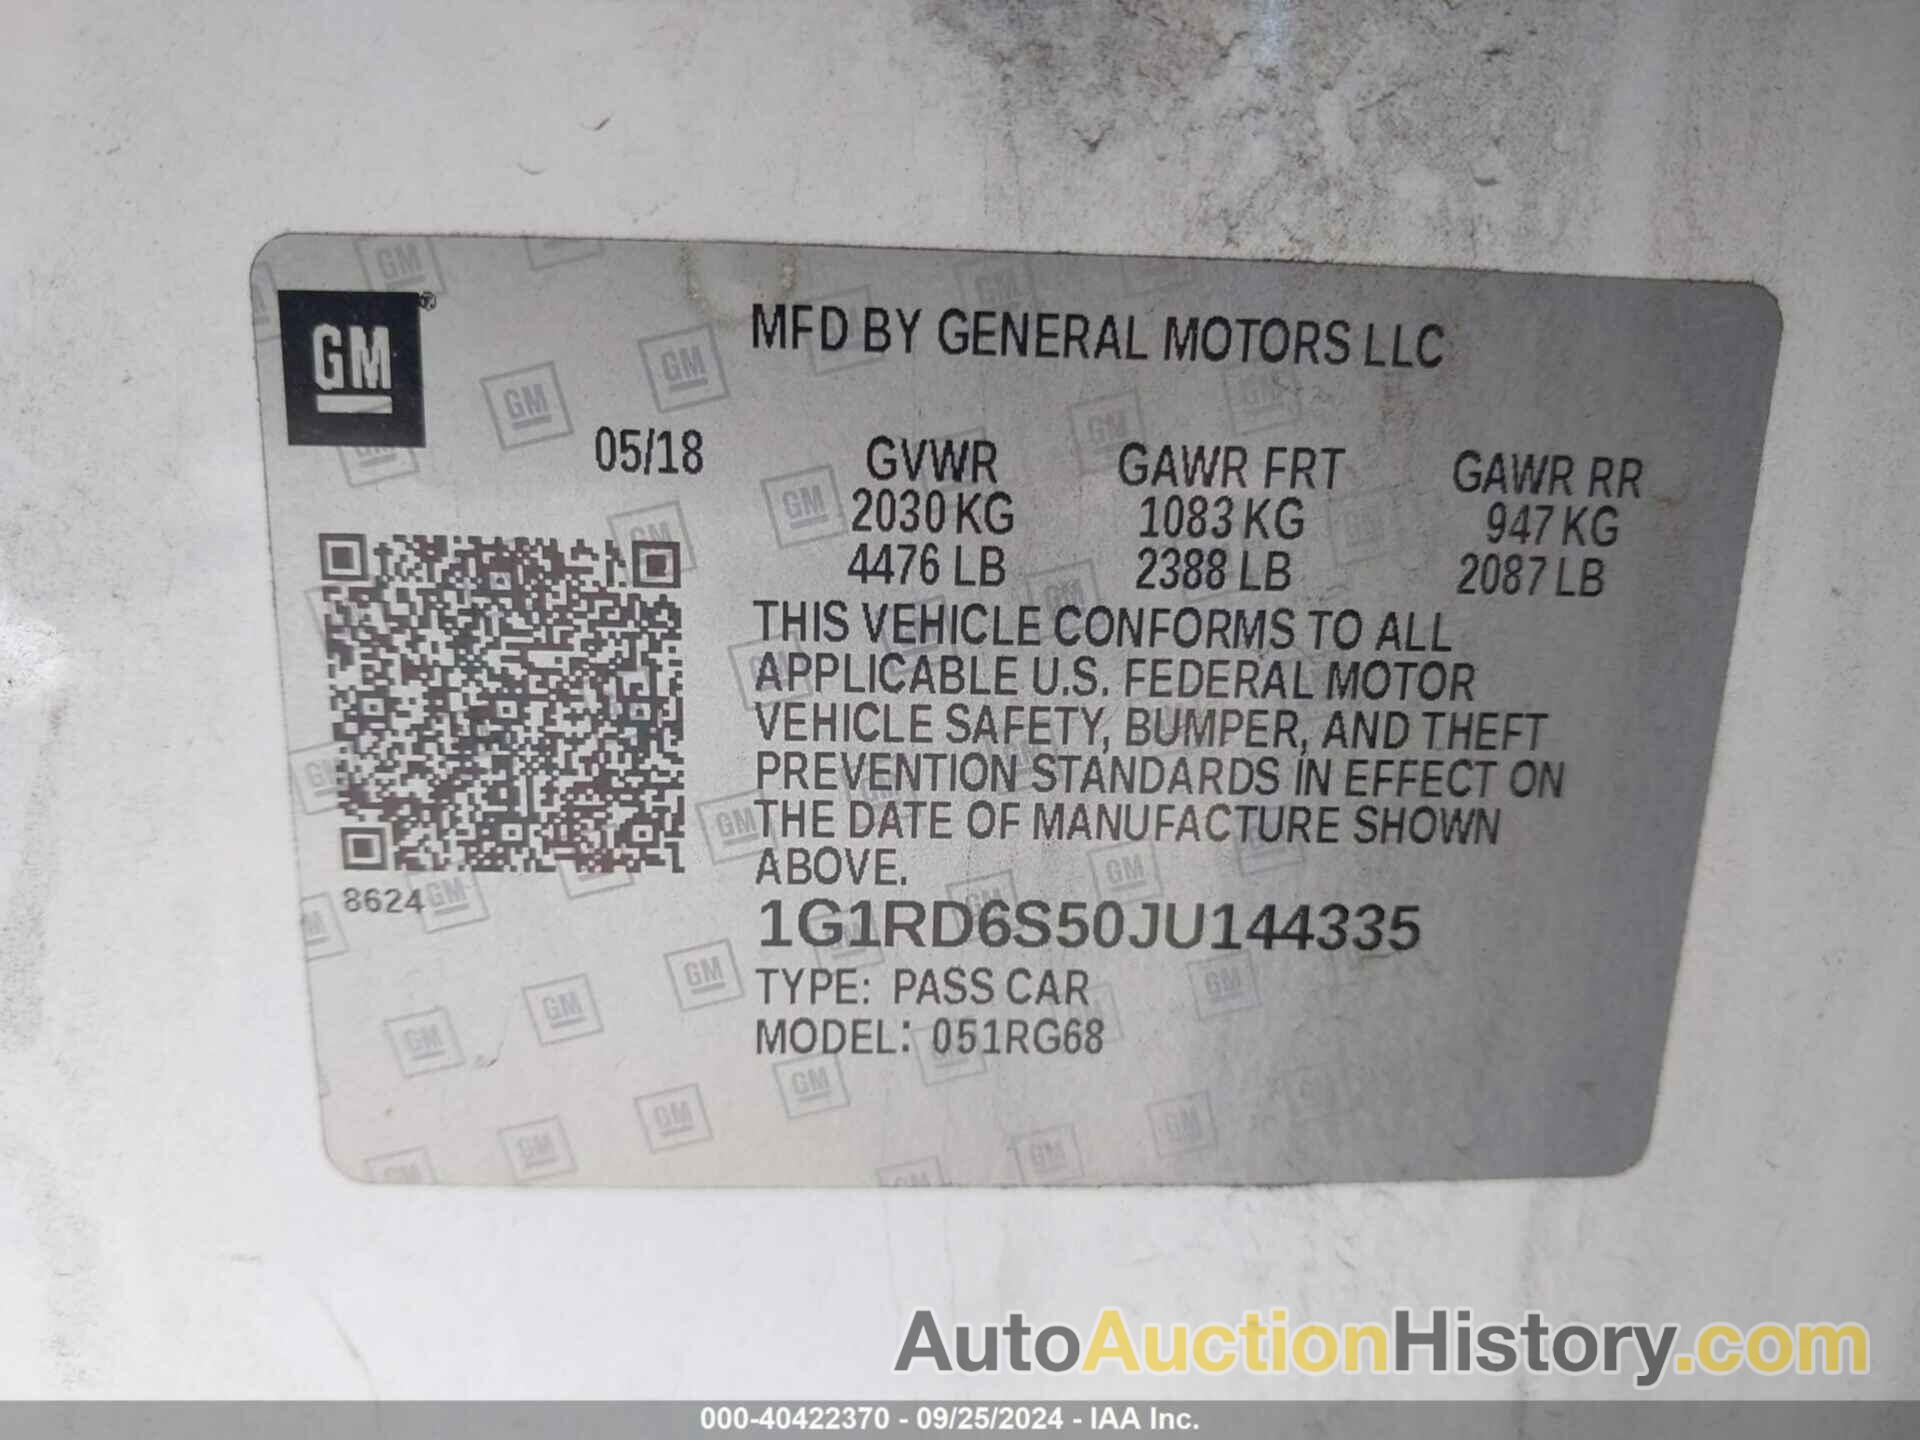 GM®
MFD BY GENERAL MOTORS LLC
05/18 GVWR GAWR FRT GAWR RR
2030 KG 1083 KG 947 KG
4476 LB 2388 LB 2087 LB
THIS VEHICLE CONFORMS TO ALL
APPLICABLE U.S. FEDERAL MOTOR
VEHICLE SAFETY, BUMPER, AND THEFT
PREVENTION STANDARDS IN EFFECT ON
THE DATE OF MANUFACTURE SHOWN
ABOVE.
8624
1G1RD6S50JU144335
TYPE: PASS CAR
MODEL: 051RG68
AutoAuctionHistory.com
000-40422370 - 09/25/2024 - IAA Inc.